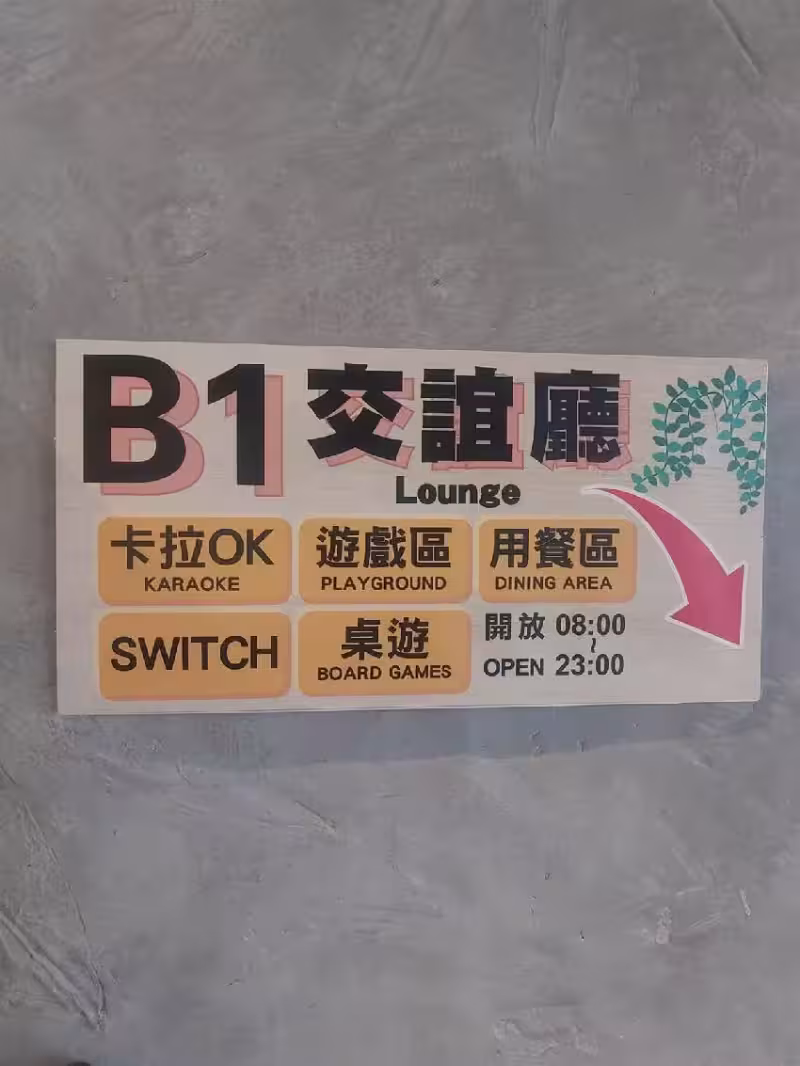 B1 交誼廳
Lounge
卡拉OK
KARAOKE
遊戲區
PLAYGROUND
用餐區
DINING AREA
SWITCH
桌遊
BOARD GAMES
開放 08:00
~
OPEN 23:00